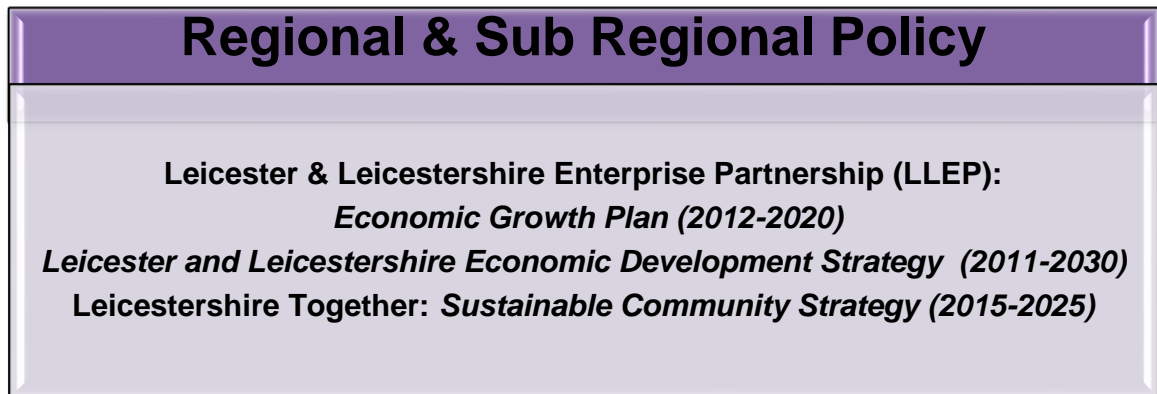 Regional & Sub Regional Policy
Leicester & Leicestershire Enterprise Partnership (LLEP):
Economic Growth Plan (2012-2020)
Leicester and Leicestershire Economic Development Strategy (2011-2030)
Leicestershire Together: Sustainable Community Strategy (2015-2025)